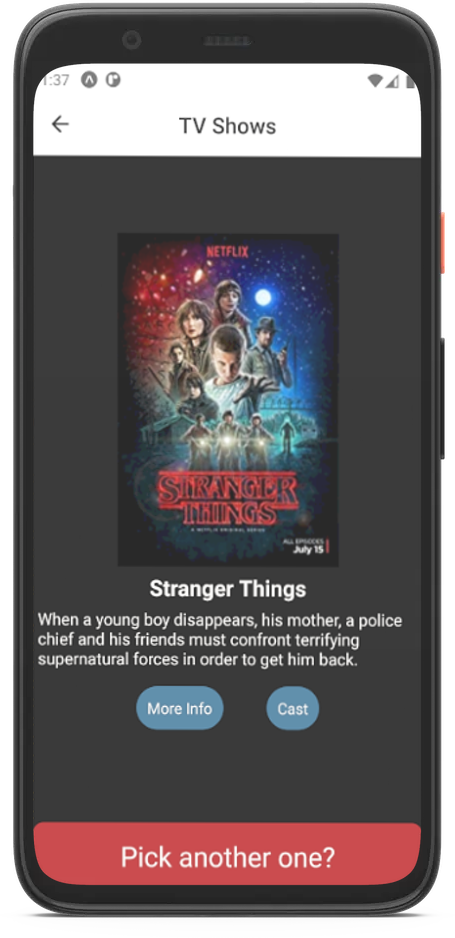 1:37
TV Shows
NETFLIX
STRANGER
THINGS
A NETFLIX ORIGINAL SERIES
ALL EPISODES
July 15
Stranger Things
When a young boy disappears, his mother, a police
chief and his friends must confront terrifying
supernatural forces in order to get him back.
More Info
Cast
Pick another one?